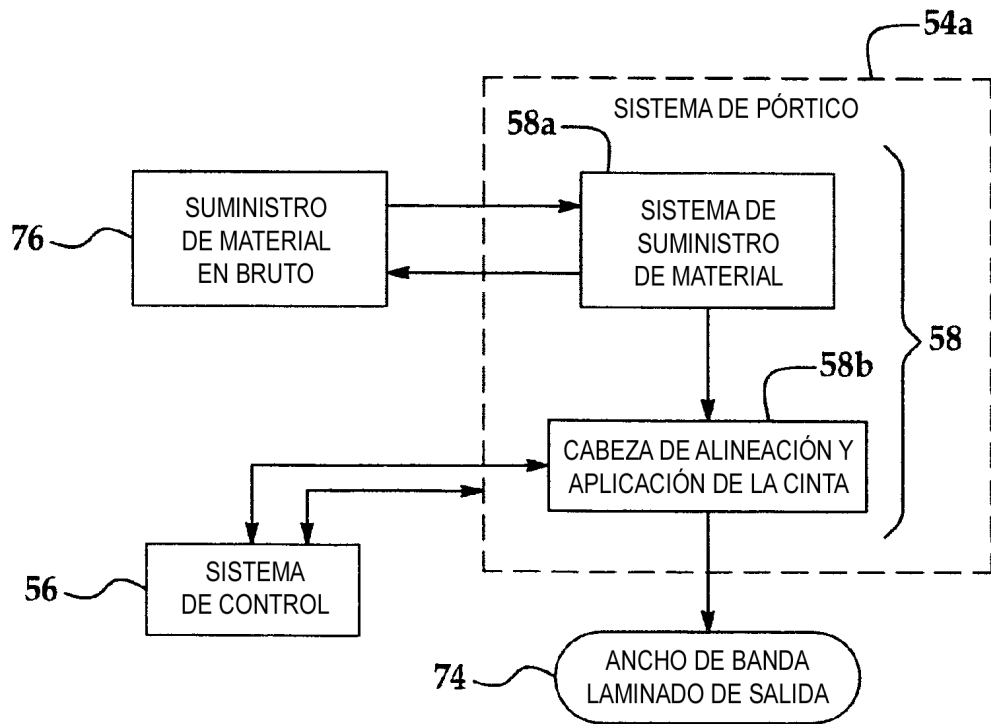 54a
SISTEMA DE PÓRTICO
58a
SUMINISTRO
DE MATERIAL
EN BRUTO
76
SISTEMA DE
SUMINISTRO
DE MATERIAL
58
58b
CABEZA DE ALINEACIÓN Y
APLICACIÓN DE LA CINTA
56
SISTEMA
DE CONTROL
74
ANCHO DE BANDA
LAMINADO DE SALIDA